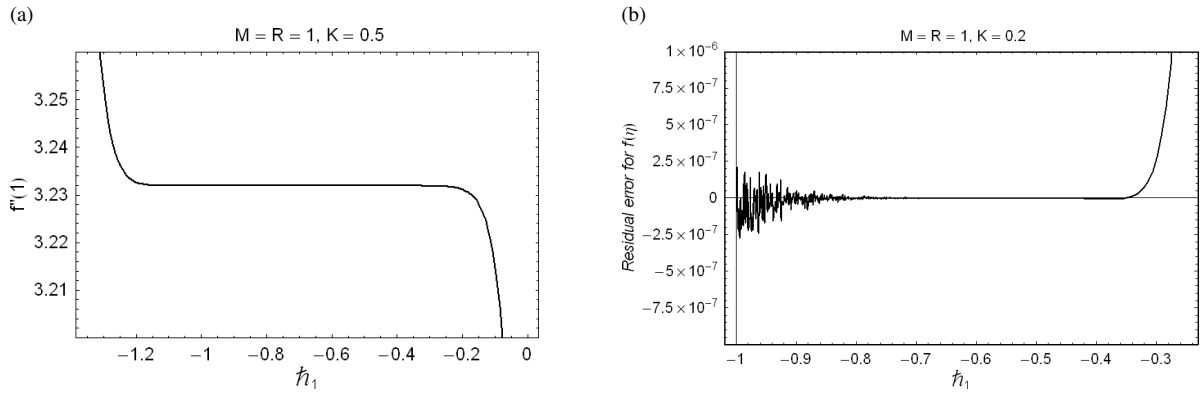 (a)
M = R = 1, K = 0.5
f''(1)
3.25
3.24
3.23
3.22
3.21
−1.2 −1 −0.8 −0.6 −0.4 −0.2 0
ℏ₁
(b)
M = R = 1, K = 0.2
Residual error for f(η)
1×10⁻⁶
7.5×10⁻⁷
5×10⁻⁷
2.5×10⁻⁷
0
−2.5×10⁻⁷
−5×10⁻⁷
−7.5×10⁻⁷
−1 −0.9 −0.8 −0.7 −0.6 −0.5 −0.4 −0.3
ℏ₁